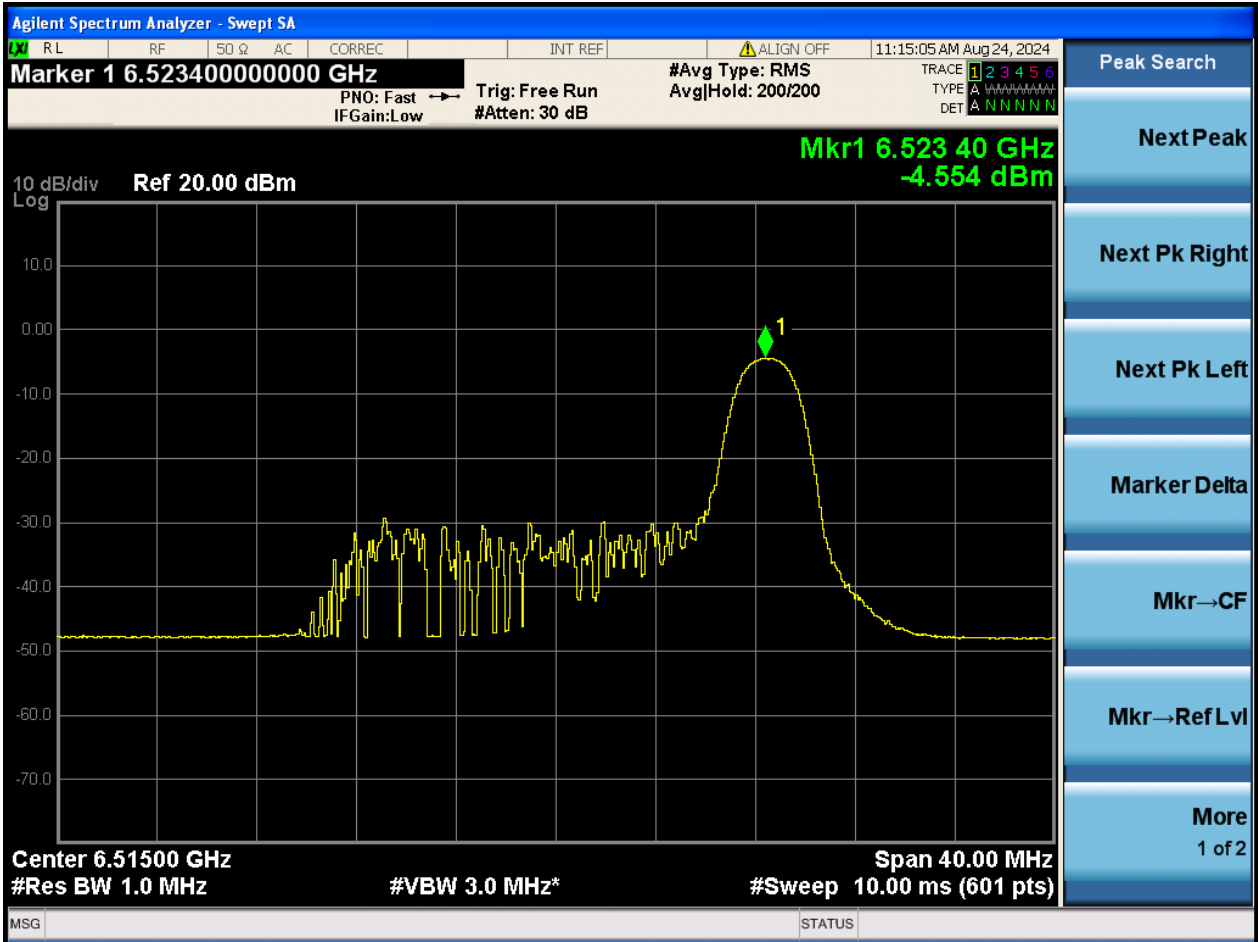 Agilent Spectrum Analyzer - Swept SA
LXI RL RF 50 Ω AC CORREC INT REF ALIGN OFF 11:15:05 AM Aug 24, 2024
Marker 1 6.523400000000 GHz
PNO: Fast
IFGain:Low
Trig: Free Run
#Atten: 30 dB
#Avg Type: RMS
Avg|Hold: 200/200
TRACE 1 2 3 4 5 6
TYPE A WWWWW
DET A N N N N N
Mkr1 6.523 40 GHz
-4.554 dBm
10 dB/div Ref 20.00 dBm
Log
10.0
0.00
-10.0
-20.0
-30.0
-40.0
-50.0
-60.0
-70.0
1
Center 6.51500 GHz Span 40.00 MHz
#Res BW 1.0 MHz #VBW 3.0 MHz* #Sweep 10.00 ms (601 pts)
MSG STATUS
Peak Search
Next Peak
Next Pk Right
Next Pk Left
Marker Delta
Mkr→CF
Mkr→Ref Lvl
More
1 of 2